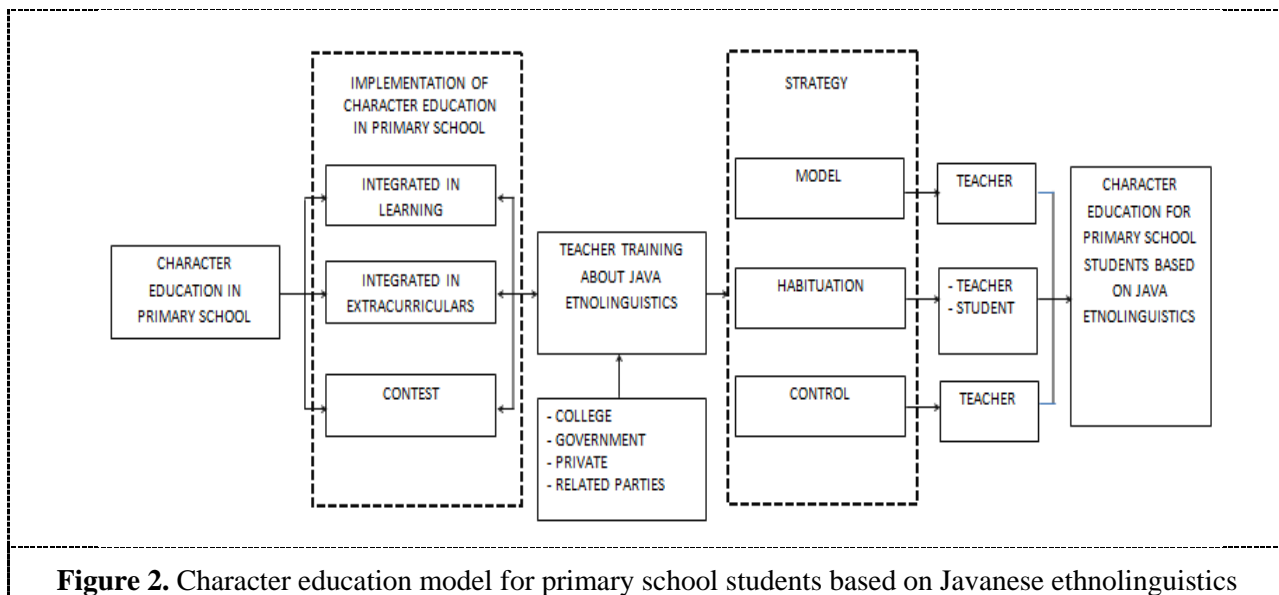 IMPLEMENTATION OF
CHARACTER EDUCATION
IN PRIMARY SCHOOL
STRATEGY
CHARACTER
EDUCATION IN
PRIMARY SCHOOL
INTEGRATED IN
LEARNING
INTEGRATED IN
EXTRACURRICULARS
CONTEST
TEACHER TRAINING
ABOUT JAVA
ETNOLINGUISTICS
- COLLEGE
- GOVERNMENT
- PRIVATE
- RELATED PARTIES
MODEL
HABITUATION
CONTROL
TEACHER
- TEACHER
- STUDENT
TEACHER
CHARACTER
EDUCATION FOR
PRIMARY SCHOOL
STUDENTS BASED
ON JAVA
ETNOLINGUISTICS
Figure 2. Character education model for primary school students based on Javanese ethnolinguistics